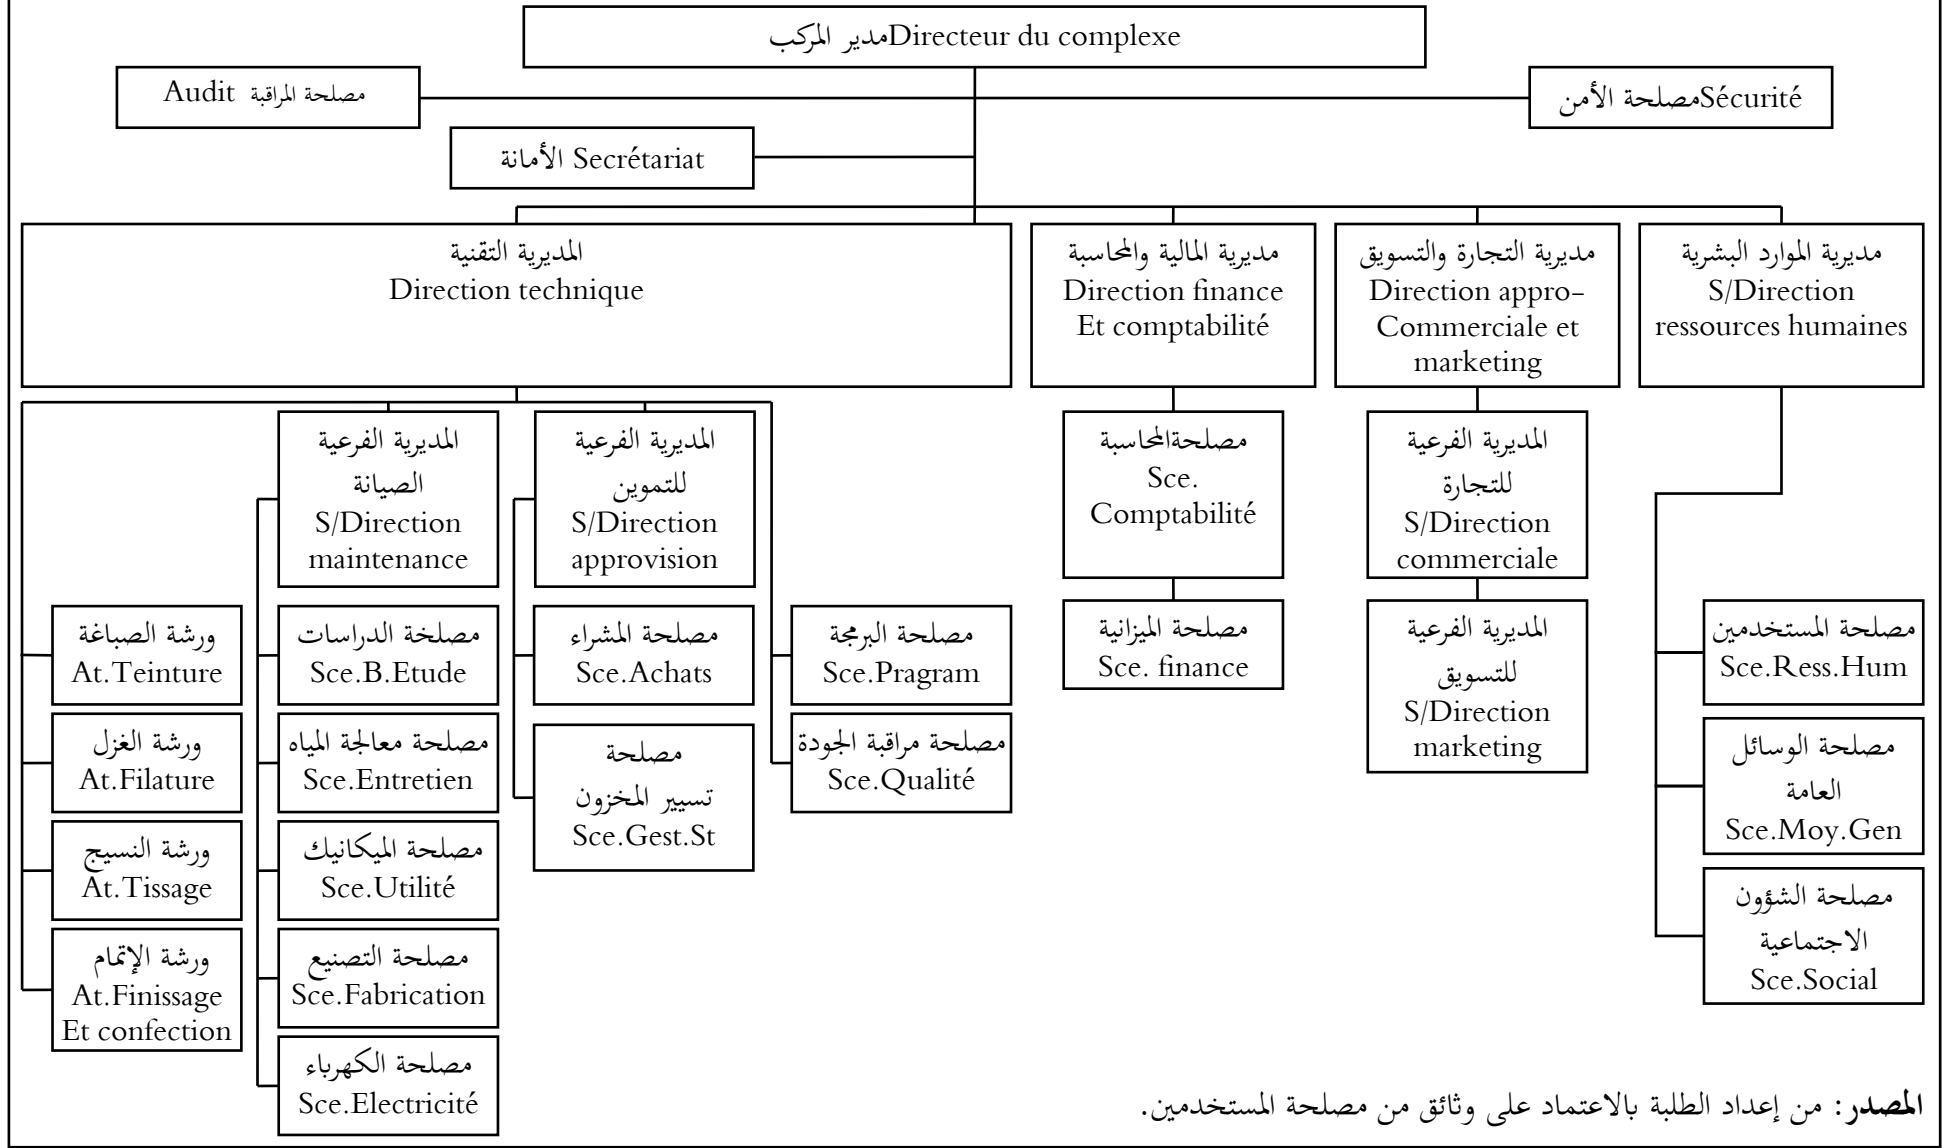 مدير المركبDirecteur du complexe
مصلحة المراقبة Audit
مصلحة الأمنSécurité
الأمانة Secrétariat
المديرية التقنية
Direction technique
مديرية المالية والمحاسبة
Direction finance
Et comptabilité
مديرية التجارة والتسويق
Direction appro-
Commerciale et
marketing
مديرية الموارد البشرية
S/Direction
ressources humaines
المديرية الفرعية
الصيانة
S/Direction
maintenance
المديرية الفرعية
للتموين
S/Direction
approvision
مصلحةالمحاسبة
Sce.
Comptabilité
المديرية الفرعية
للتجارة
S/Direction
commerciale
ورشة الصباغة
At.Teinture
ورشة الغزل
At.Filature
ورشة النسيج
At.Tissage
ورشة الإتمام
At.Finissage
Et confection
مصلخة الدراسات
Sce.B.Etude
مصلحة معالجة المياه
Sce.Entretien
مصلحة الميكانيك
Sce.Utilité
مصلحة التصنيع
Sce.Fabrication
مصلحة الكهرباء
Sce.Electricité
مصلحة المشراء
Sce.Achats
مصلحة
تسيير المخزون
Sce.Gest.St
مصلحة البرمجة
Sce.Pragram
مصلحة مراقبة الجودة
Sce.Qualité
مصلحة الميزانية
Sce. finance
المديرية الفرعية
للتسويق
S/Direction
marketing
مصلحة المستخدمين
Sce.Ress.Hum
مصلحة الوسائل
العامة
Sce.Moy.Gen
مصلحة الشؤون
الاجتماعية
Sce.Social
المصدر: من إعداد الطلبة بالاعتماد على وثائق من مصلحة المستخدمين.